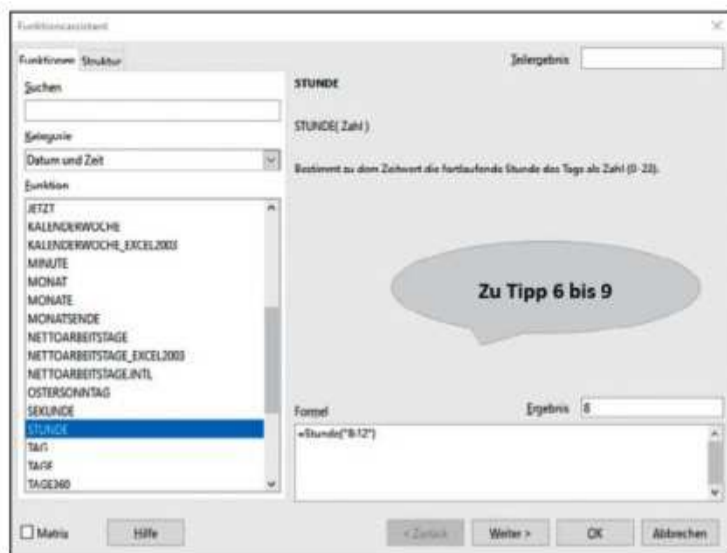 Funktionsassistent
Funktionen Struktur
Teilergebnis
Suchen
STUNDE
STUNDE( Zahl )
Kategorie
Datum und Zeit
Bestimmt zu dem Zeitwert die fortlaufende Stunde des Tags als Zahl (0- 23).
Funktion
JETZT
KALENDERWOCHE
KALENDERWOCHE_EXCEL2003
MINUTE
MONAT
MONATE
MONATSENDE
NETTOARBEITSTAGE
NETTOARBEITSTAGE_EXCEL2003
NETTOARBEITSTAGE.INTL
OSTERSONNTAG
SEKUNDE
STUNDE
TAG
TAGE
TAGE360
Zu Tipp 6 bis 9
Formel
Ergebnis 8
=Stunde("8:12")
Matrix
Hilfe
< Zurück
Weiter >
OK
Abbrechen